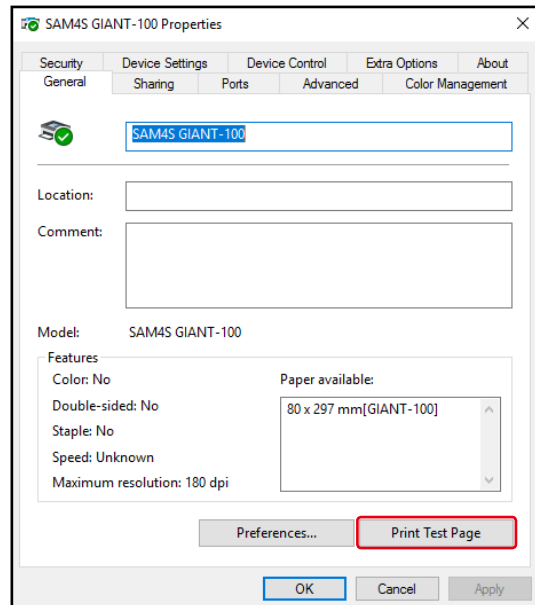 SAM4S GIANT-100 Properties
Security Device Settings Device Control Extra Options About
General Sharing Ports Advanced Color Management
SAM4S GIANT-100
Location:
Comment:
Model: SAM4S GIANT-100
Features
Color: No Paper available:
Double-sided: No 80 x 297 mm[GIANT-100]
Staple: No
Speed: Unknown
Maximum resolution: 180 dpi
Preferences... Print Test Page
OK Cancel Apply